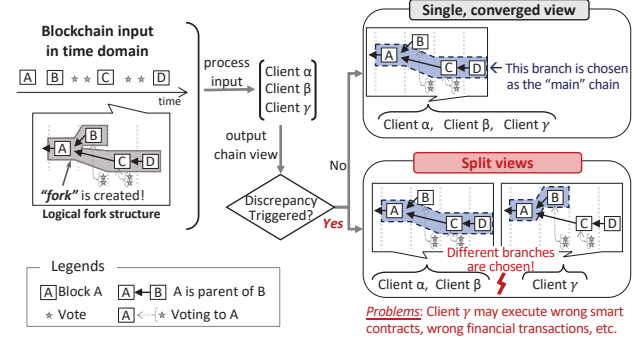 Blockchain input
in time domain
A B C D
time
B
A
C D
"fork" is created!
Logical fork structure
process
input
Client α
Client β
Client γ
output
chain view
Discrepancy
Triggered?
No
Yes
Single, converged view
B
A
C D
← This branch is chosen
as the "main" chain
Client α, Client β, Client γ
Split views
B
A
C D
B
A
C D
Different branches
are chosen!
Client α, Client β
Client γ
Problems: Client γ may execute wrong smart
contracts, wrong financial transactions, etc.
Legends
A Block A
A B A is parent of B
Vote
A Voting to A